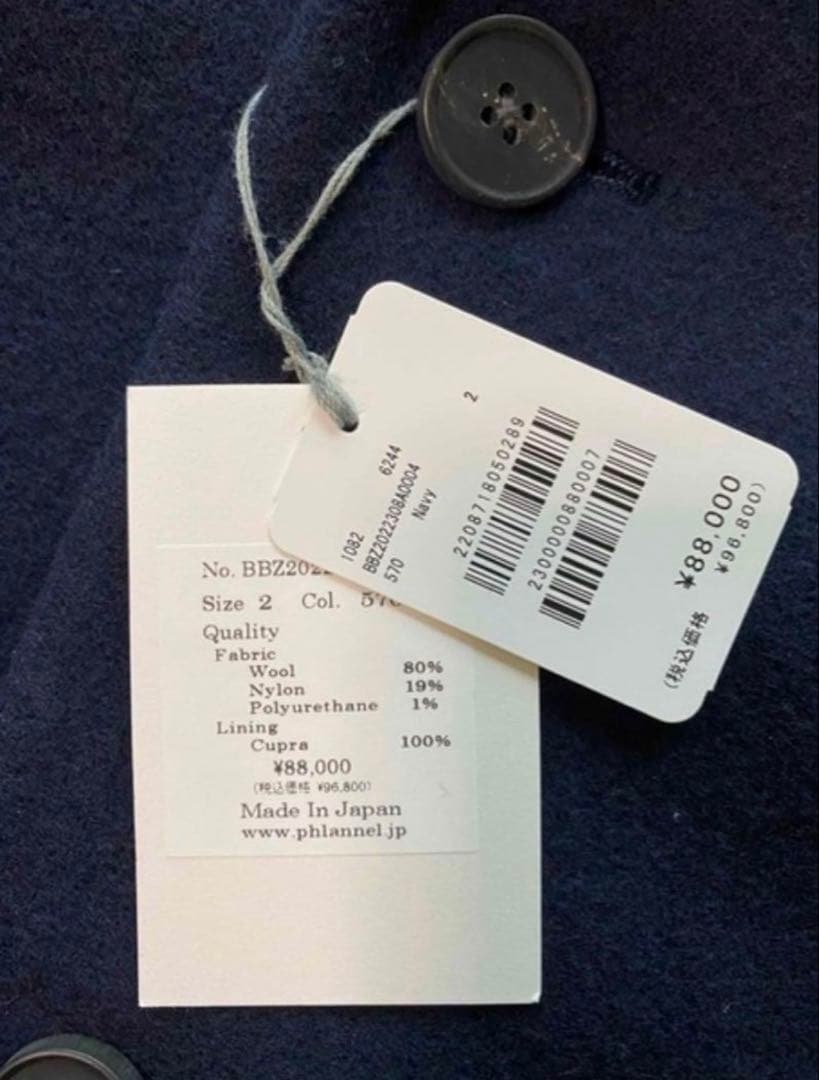 1082 6244 2
BBZ2022308A0004
570 Navy
2208718050289
2300000880007
¥88,000
(税込価格 ¥96,800)
No. BBZ202
Size 2 Col. 570
Quality
Fabric
Wool 80%
Nylon 19%
Polyurethane 1%
Lining
Cupra 100%
¥88,000
(税込価格 ¥96,800)
Made In Japan
www.phlannel.jp